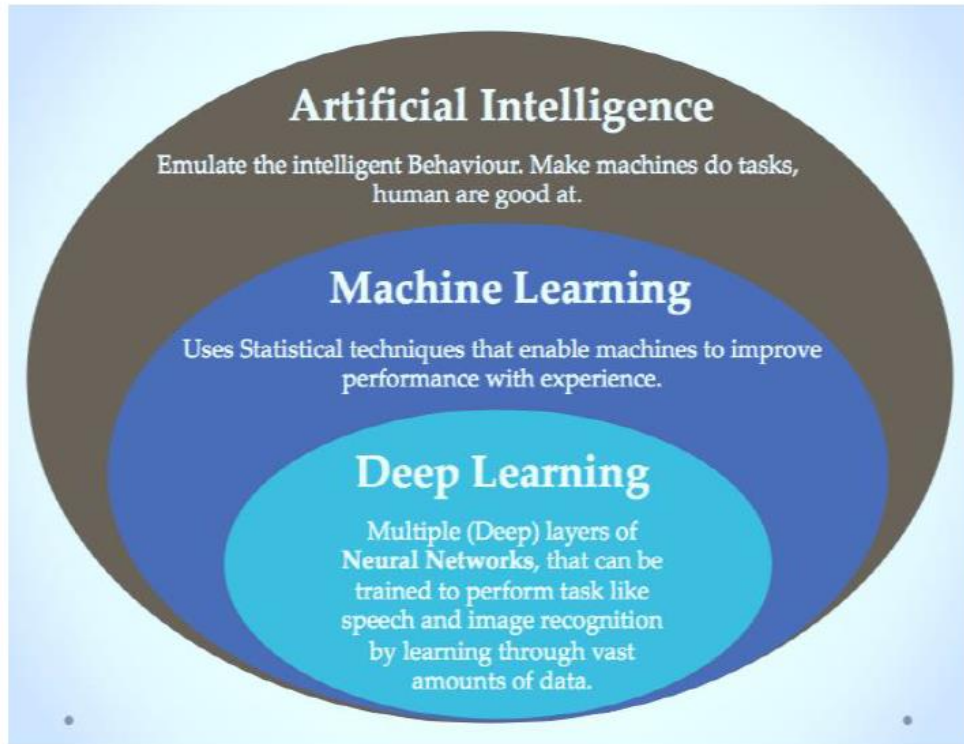 Artificial Intelligence
Emulate the intelligent Behaviour. Make machines do tasks,
human are good at.
Machine Learning
Uses Statistical techniques that enable machines to improve
performance with experience.
Deep Learning
Multiple (Deep) layers of
Neural Networks, that can be
trained to perform task like
speech and image recognition
by learning through vast
amounts of data.